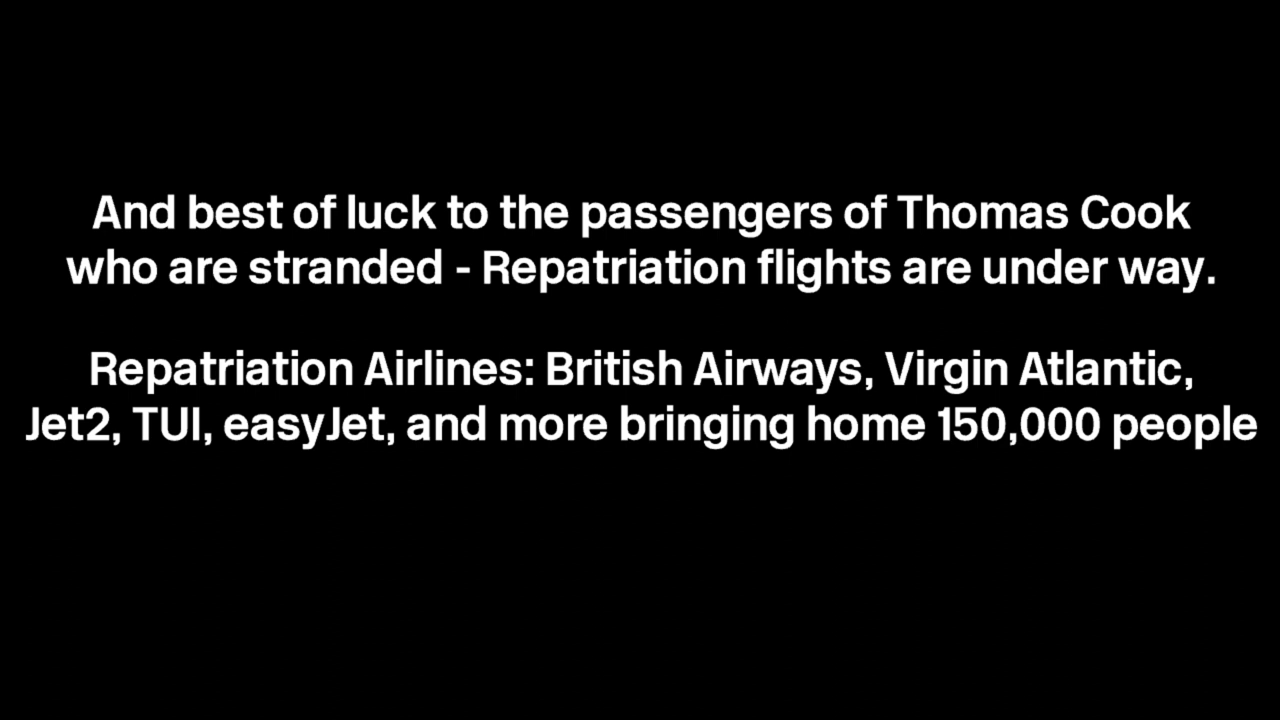 And best of luck to the passengers of Thomas Cook
who are stranded - Repatriation flights are under way.
Repatriation Airlines: British Airways, Virgin Atlantic,
Jet2, TUI, easyJet, and more bringing home 150,000 people